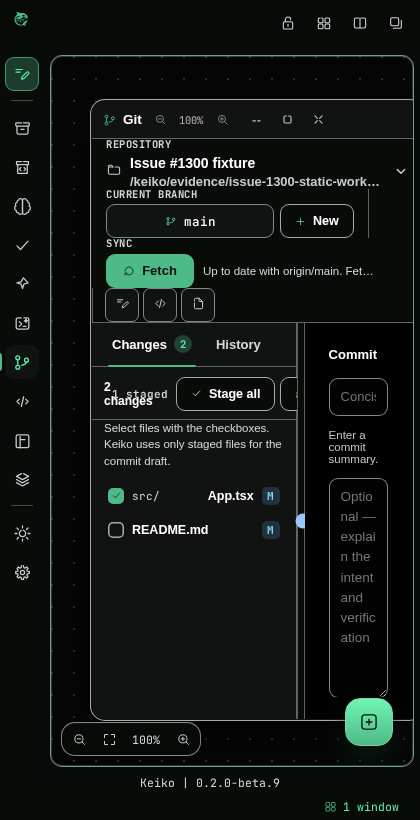 Git 100%
REPOSITORY
Issue #1300 fixture
/keiko/evidence/issue-1300-static-work…
CURRENT BRANCH
main + New
SYNC
Fetch Up to date with origin/main. Fet…
Changes 2 History
2 changes
1 staged
Stage all
Select files with the checkboxes.
Keiko uses only staged files for the
commit draft.
src/ App.tsx M
README.md M
Commit
Enter a
commit
summary.
Optio
nal —
explai
n the
intent
and
verific
ation
100%
Keiko | 0.2.0-beta.9
1 window